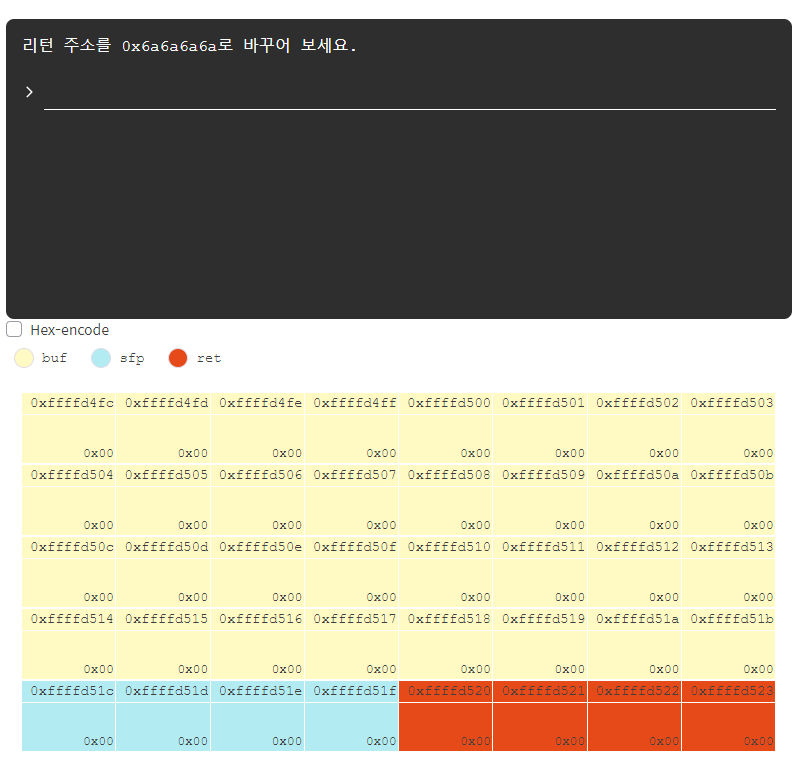 리턴 주소를 0x6a6a6a6a로 바꾸어 보세요.
>
Hex-encode
buf sfp ret
0xffffd4fc 0xffffd4fd 0xffffd4fe 0xffffd4ff 0xffffd500 0xffffd501 0xffffd502 0xffffd503
0x00 0x00 0x00 0x00 0x00 0x00 0x00 0x00
0xffffd504 0xffffd505 0xffffd506 0xffffd507 0xffffd508 0xffffd509 0xffffd50a 0xffffd50b
0x00 0x00 0x00 0x00 0x00 0x00 0x00 0x00
0xffffd50c 0xffffd50d 0xffffd50e 0xffffd50f 0xffffd510 0xffffd511 0xffffd512 0xffffd513
0x00 0x00 0x00 0x00 0x00 0x00 0x00 0x00
0xffffd514 0xffffd515 0xffffd516 0xffffd517 0xffffd518 0xffffd519 0xffffd51a 0xffffd51b
0x00 0x00 0x00 0x00 0x00 0x00 0x00 0x00
0xffffd51c 0xffffd51d 0xffffd51e 0xffffd51f 0xffffd520 0xffffd521 0xffffd522 0xffffd523
0x00 0x00 0x00 0x00 0x00 0x00 0x00 0x00